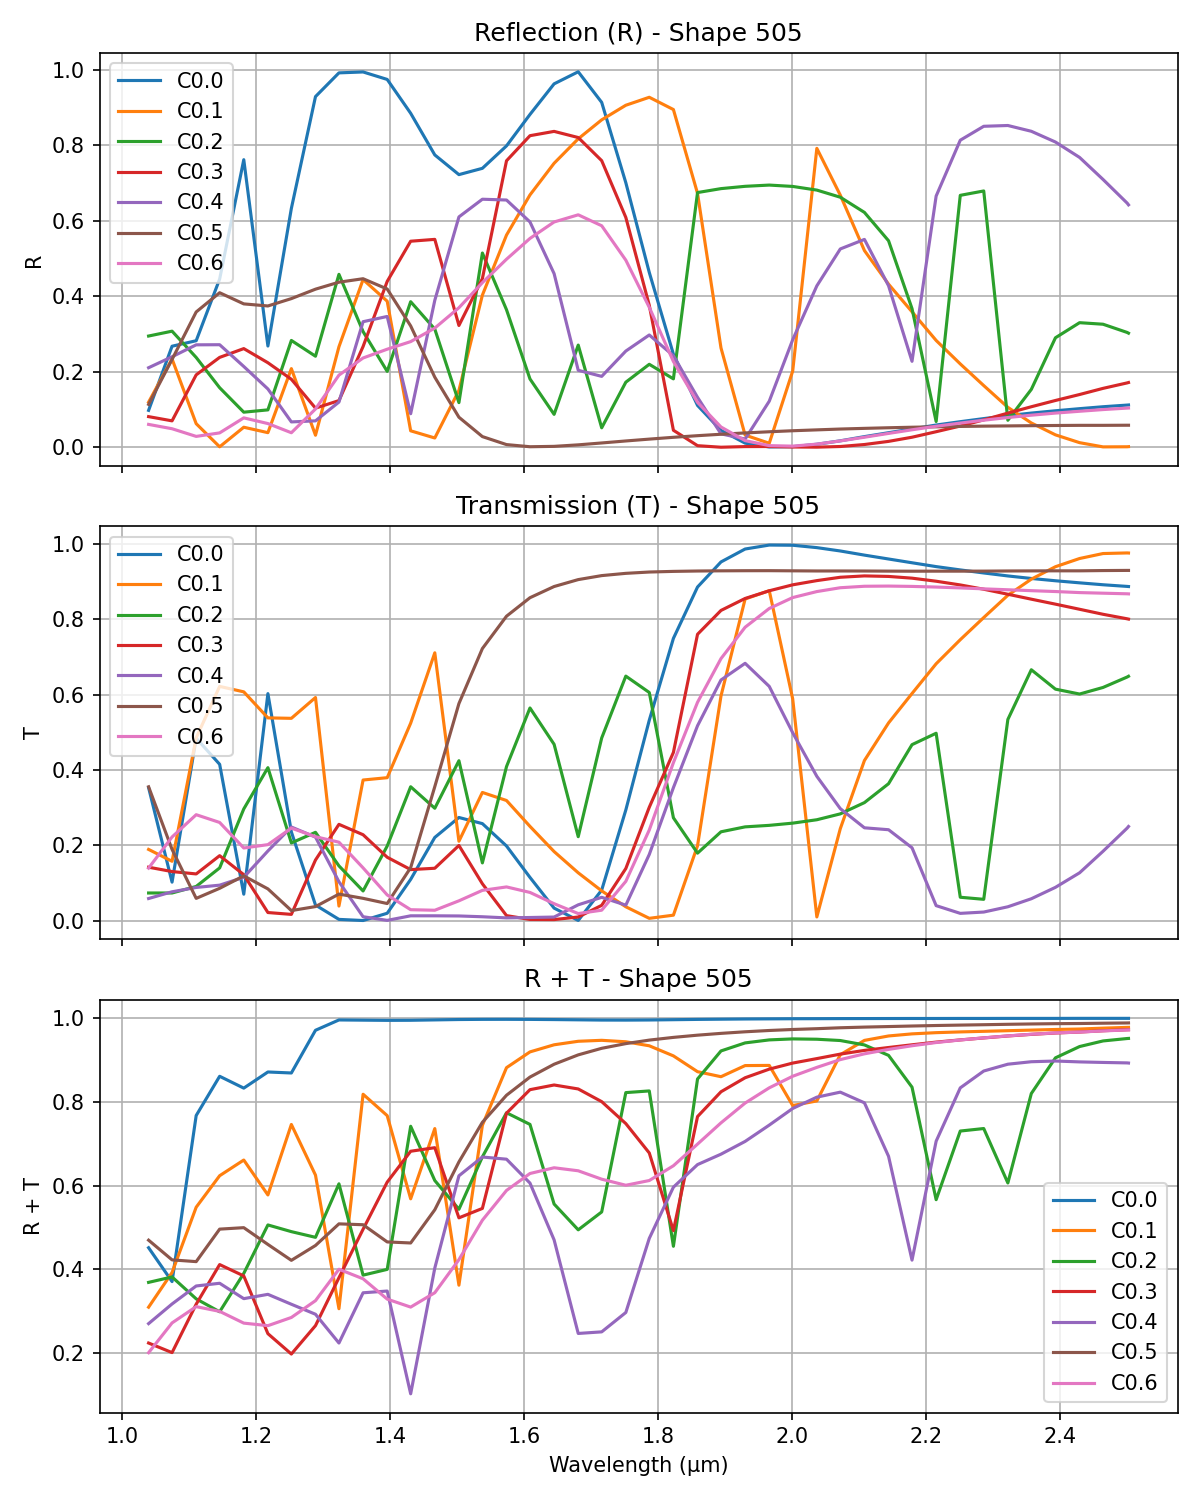 Reflection (R) - Shape 505
1.0
0.8
0.6
0.4
0.2
0.0
R
C0.0
C0.1
C0.2
C0.3
C0.4
C0.5
C0.6
Transmission (T) - Shape 505
1.0
0.8
0.6
0.4
0.2
0.0
T
C0.0
C0.1
C0.2
C0.3
C0.4
C0.5
C0.6
R + T - Shape 505
1.0
0.8
0.6
0.4
0.2
R + T
C0.0
C0.1
C0.2
C0.3
C0.4
C0.5
C0.6
1.0 1.2 1.4 1.6 1.8 2.0 2.2 2.4
Wavelength (μm)